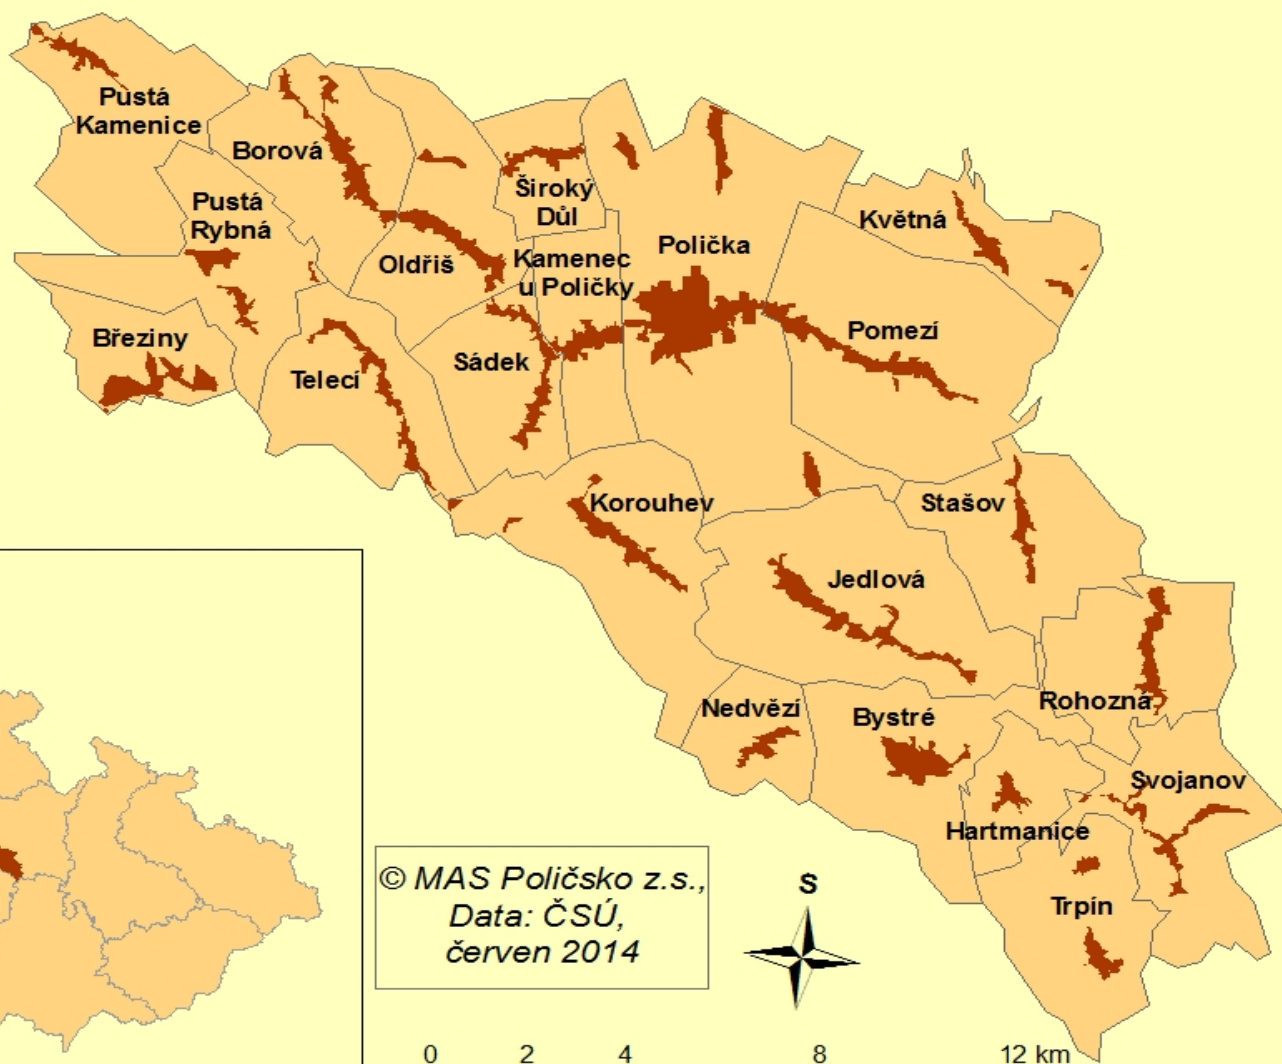 Pustá
Kamenice
Borová
Široký
Důl
Pustá
Rybná
Květná
Polička
Oldřiš
Kamenec
u Poličky
Březiny
Pomezí
Sádek
Telecí
Korouhev
Stašov
Jedlová
Rohozná
Nedvězí
Bystré
Svojanov
Hartmanice
Trpín
© MAS Poličsko z.s.,
Data: ČSÚ,
červen 2014
S
0 2 4 8 12 km